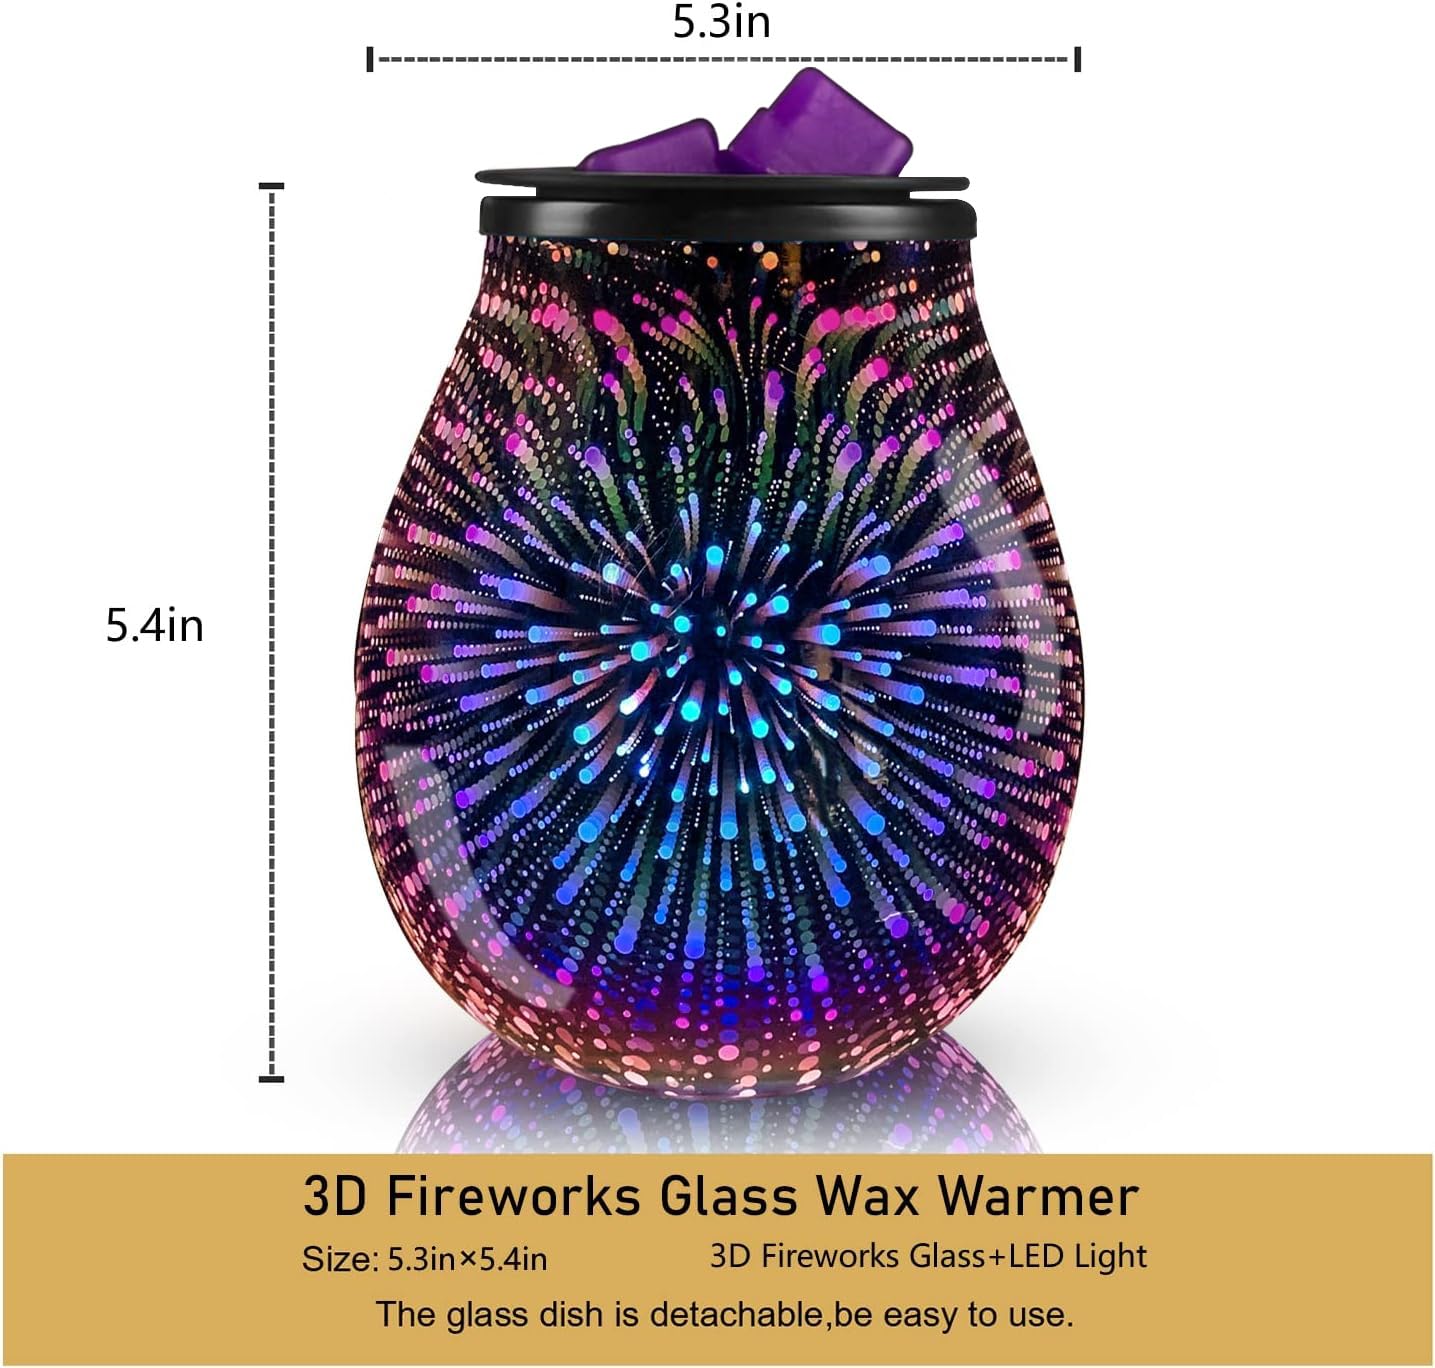 5.3in
5.4in
3D Fireworks Glass Wax Warmer
Size: 5.3in×5.4in
3D Fireworks Glass+LED Light
The glass dish is detachable,be easy to use.